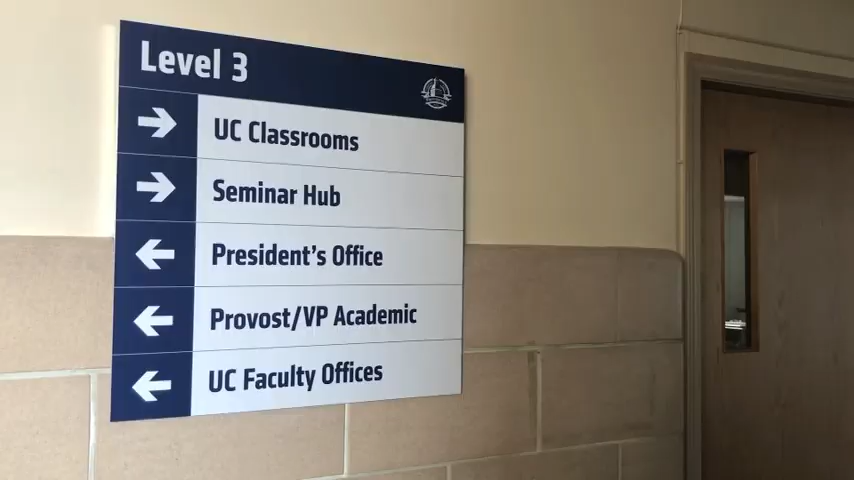 Level 3
UC Classrooms
Seminar Hub
President's Office
Provost/VP Academic
UC Faculty Offices